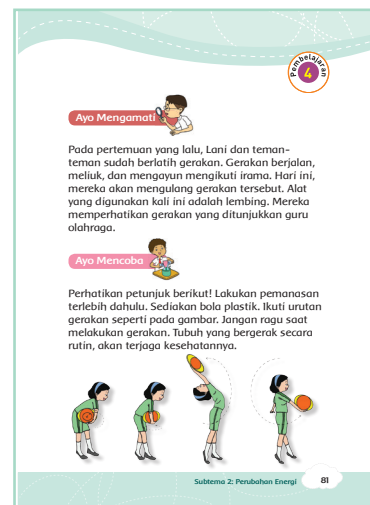 Pembelajaran
4
Ayo Mengamati
Pada pertemuan yang lalu, Lani dan teman-
teman sudah berlatih gerakan. Gerakan berjalan,
meliuk, dan mengayun mengikuti irama. Hari ini,
mereka akan mengulang gerakan tersebut. Alat
yang digunakan kali ini adalah lembing. Mereka
memperhatikan gerakan yang ditunjukkan guru
olahraga.
Ayo Mencoba
Perhatikan petunjuk berikut! Lakukan pemanasan
terlebih dahulu. Sediakan bola plastik. Ikuti urutan
gerakan seperti pada gambar. Jangan ragu saat
melakukan gerakan. Tubuh yang bergerak secara
rutin, akan terjaga kesehatannya.
Subtema 2: Perubahan Energi
81